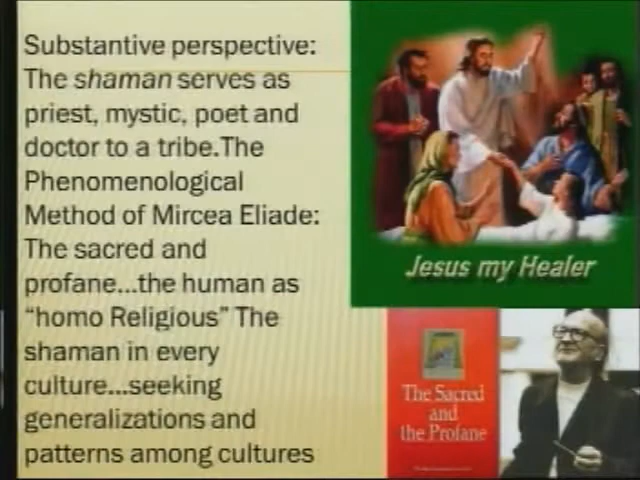 Substantive perspective:
The shaman serves as
priest, mystic, poet and
doctor to a tribe.The
Phenomenological
Method of Mircea Eliade:
The sacred and
profane...the human as
“homo Religious” The
shaman in every
culture...seeking
generalizations and
patterns among cultures
Jesus my Healer
The Sacred
and
the Profane